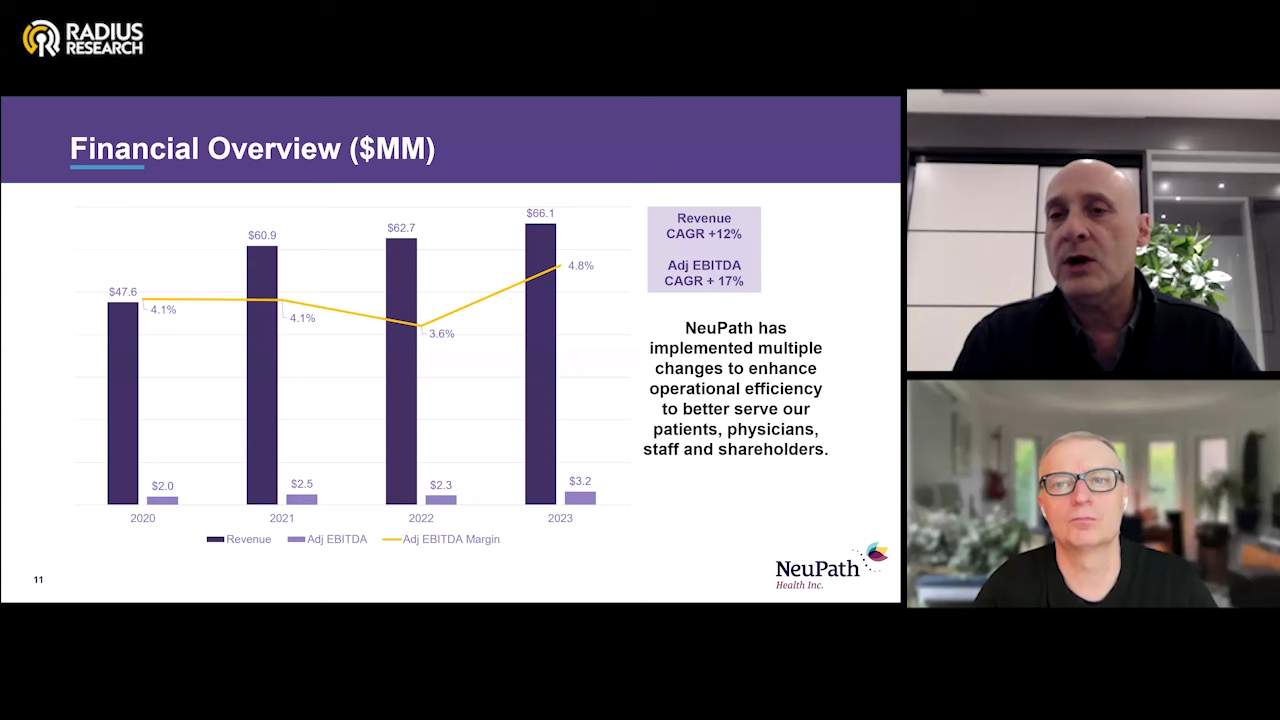 RADIUS
RESEARCH
Financial Overview ($MM)
$47.6
$60.9
$62.7
$66.1
4.1%
4.1%
3.6%
4.8%
$2.0
$2.5
$2.3
$3.2
2020
2021
2022
2023
Revenue
Adj EBITDA
Adj EBITDA Margin
Revenue
CAGR +12%
Adj EBITDA
CAGR + 17%
NeuPath has
implemented multiple
changes to enhance
operational efficiency
to better serve our
patients, physicians,
staff and shareholders.
11
NeuPath
Health Inc.